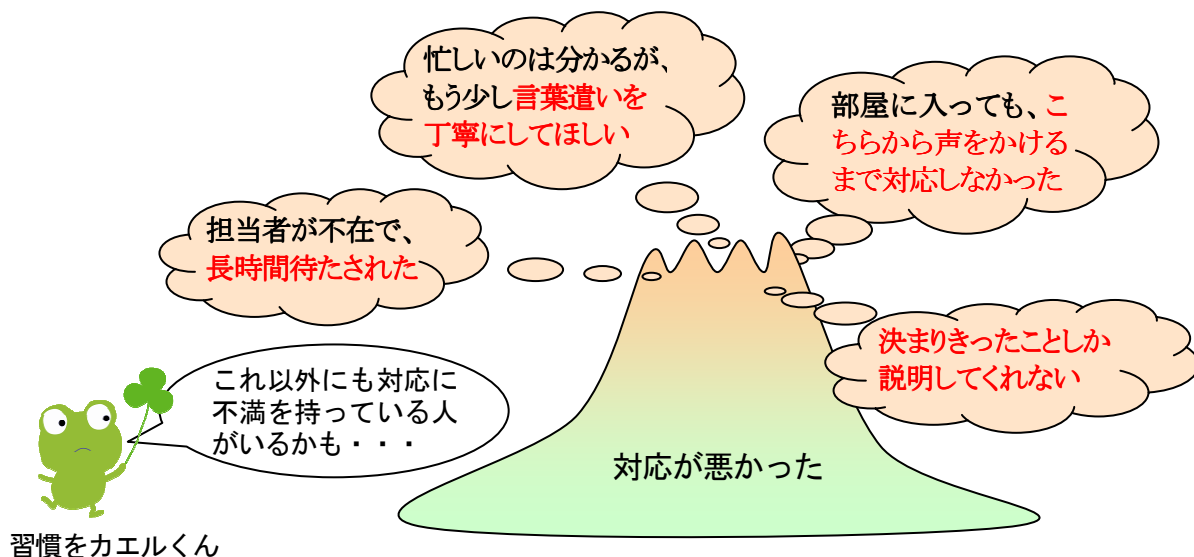 忙しいのは分かるが、
もう少し言葉遣いを
丁寧にしてほしい
部屋に入っても、こ
ちらから声をかける
まで対応しなかった
担当者が不在で、
長時間待たされた
決まりきったことしか
説明してくれない
これ以外にも対応に
不満を持っている人
がいるかも・・・
対応が悪かった
習慣をカエルくん